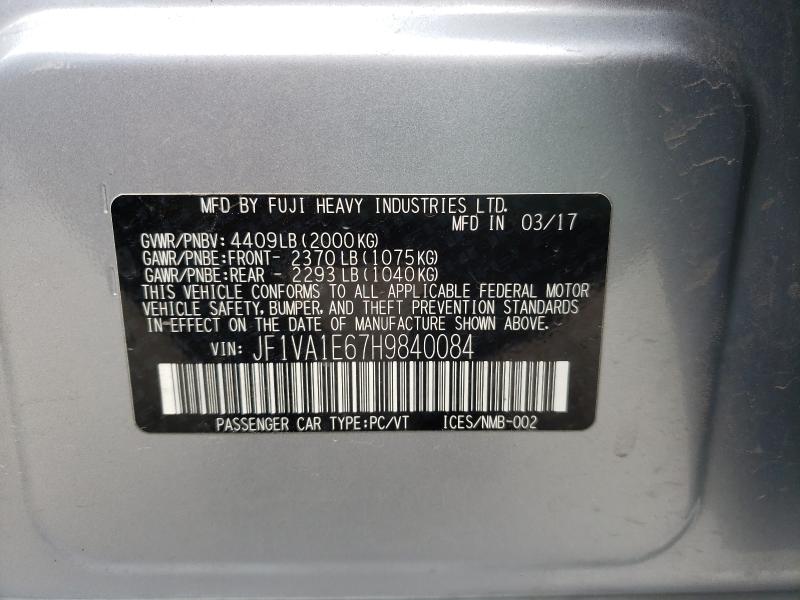 MFD BY FUJI HEAVY INDUSTRIES LTD.
MFD IN 03/17
GVWR/PNBV: 4409LB(2000KG)
GAWR/PNBE:FRONT- 2370LB(1075KG)
GAWR/PNBE:REAR - 2293LB(1040KG)
THIS VEHICLE CONFORMS TO ALL APPLICABLE FEDERAL MOTOR
VEHICLE SAFETY, BUMPER, AND THEFT PREVENTION STANDARDS
IN-EFFECT ON THE DATE OF MANUFACTURE SHOWN ABOVE.
VIN: JF1VA1E67H9840084
PASSENGER CAR TYPE:PC/VT ICES/NMB-002